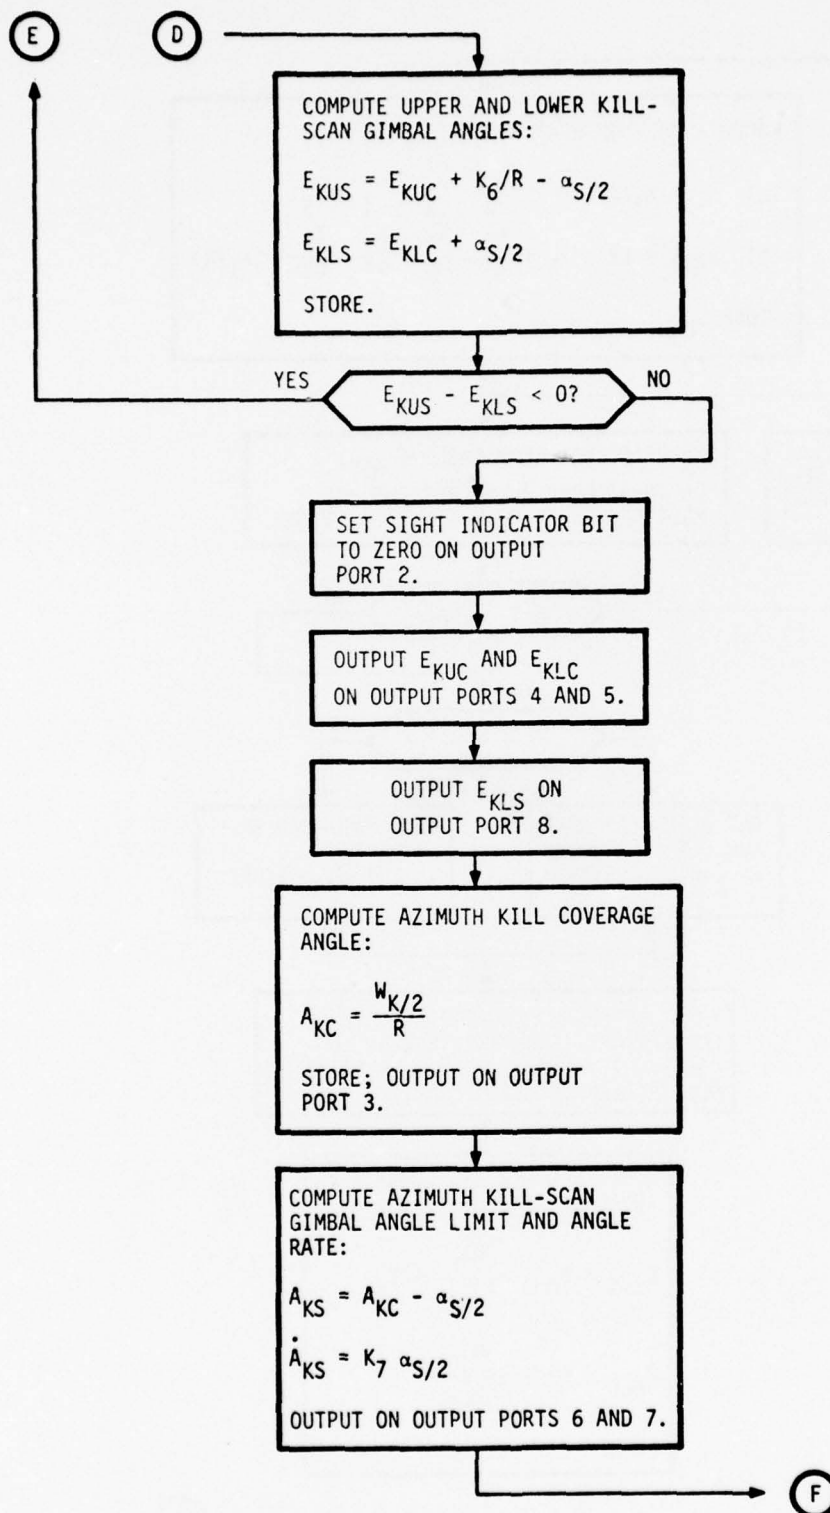 E
D
COMPUTE UPPER AND LOWER KILL-
SCAN GIMBAL ANGLES:
E_KUS = E_KUC + K_6/R - α_S/2
E_KLS = E_KLC + α_S/2
STORE.
YES
E_KUS - E_KLS < 0?
NO
SET SIGHT INDICATOR BIT
TO ZERO ON OUTPUT
PORT 2.
OUTPUT E_KUC AND E_KLC
ON OUTPUT PORTS 4 AND 5.
OUTPUT E_KLS ON
OUTPUT PORT 8.
COMPUTE AZIMUTH KILL COVERAGE
ANGLE:
A_KC = W_K/2 / R
STORE; OUTPUT ON OUTPUT
PORT 3.
COMPUTE AZIMUTH KILL-SCAN
GIMBAL ANGLE LIMIT AND ANGLE
RATE:
A_KS = A_KC - α_S/2
Ȧ_KS = K_7 α_S/2
OUTPUT ON OUTPUT PORTS 6 AND 7.
F